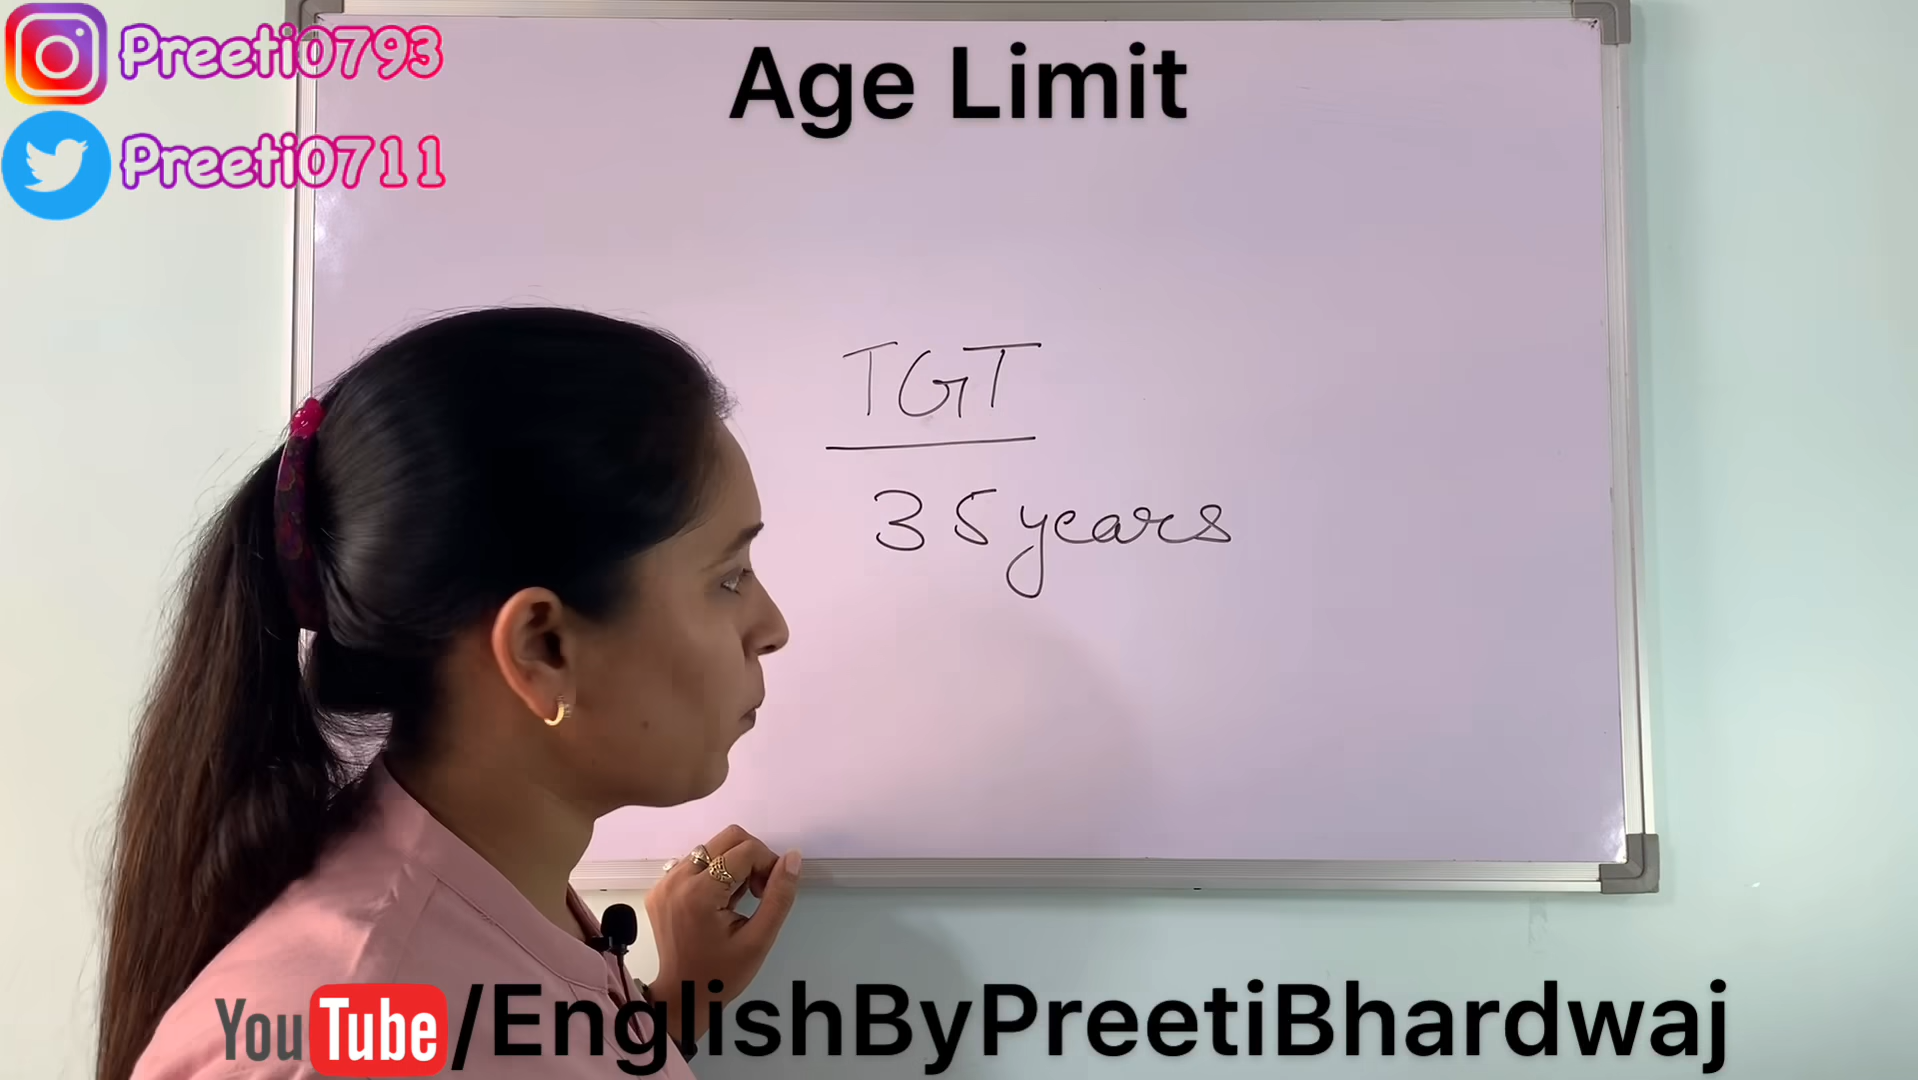 Preeti0793
Age Limit
Preeti0711
TGT
35 years
YouTube/EnglishByPreetiBhardwaj